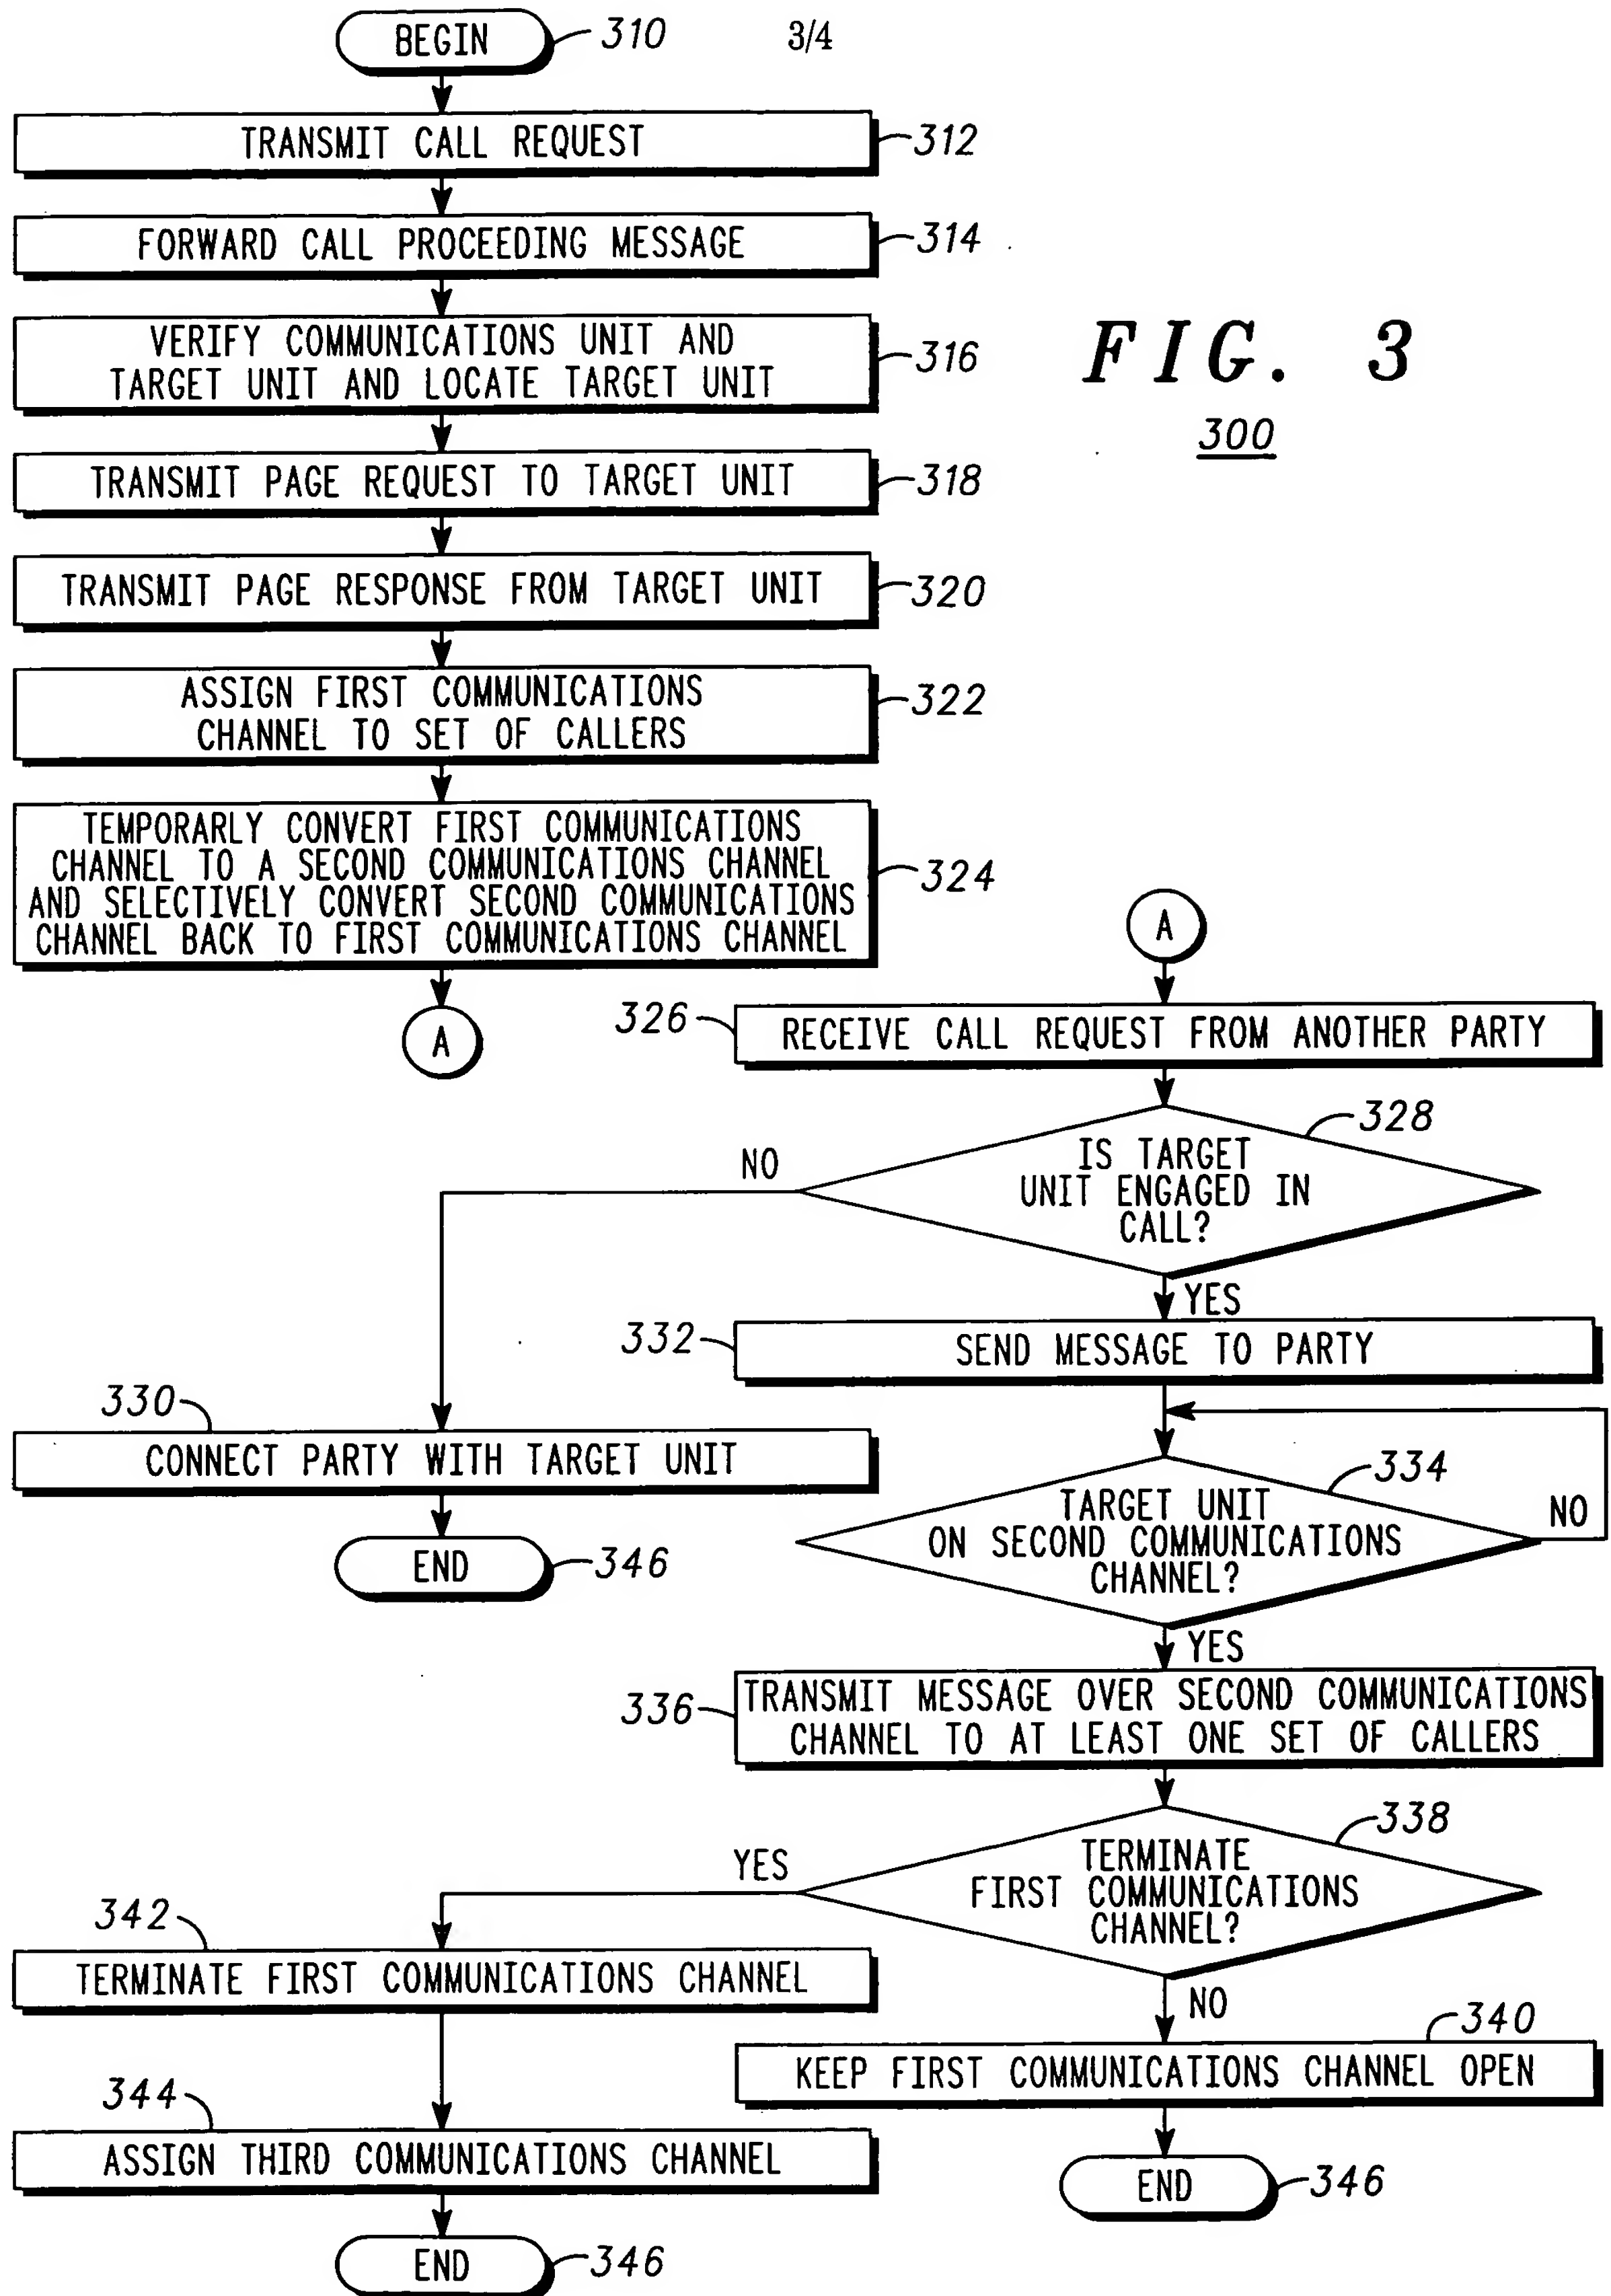 BEGIN
310
3/4
TRANSMIT CALL REQUEST
312
FORWARD CALL PROCEEDING MESSAGE
314
VERIFY COMMUNICATIONS UNIT AND
TARGET UNIT AND LOCATE TARGET UNIT
316
FIG. 3
300
TRANSMIT PAGE REQUEST TO TARGET UNIT
318
TRANSMIT PAGE RESPONSE FROM TARGET UNIT
320
ASSIGN FIRST COMMUNICATIONS
CHANNEL TO SET OF CALLERS
322
TEMPORARLY CONVERT FIRST COMMUNICATIONS
CHANNEL TO A SECOND COMMUNICATIONS CHANNEL
AND SELECTIVELY CONVERT SECOND COMMUNICATIONS
CHANNEL BACK TO FIRST COMMUNICATIONS CHANNEL
324
A
A
326
RECEIVE CALL REQUEST FROM ANOTHER PARTY
328
IS TARGET
UNIT ENGAGED IN
CALL?
NO
YES
332
SEND MESSAGE TO PARTY
330
CONNECT PARTY WITH TARGET UNIT
END
346
334
TARGET UNIT
ON SECOND COMMUNICATIONS
CHANNEL?
NO
YES
336
TRANSMIT MESSAGE OVER SECOND COMMUNICATIONS
CHANNEL TO AT LEAST ONE SET OF CALLERS
338
TERMINATE
FIRST COMMUNICATIONS
CHANNEL?
YES
NO
342
TERMINATE FIRST COMMUNICATIONS CHANNEL
340
KEEP FIRST COMMUNICATIONS CHANNEL OPEN
344
ASSIGN THIRD COMMUNICATIONS CHANNEL
END
346
END
346